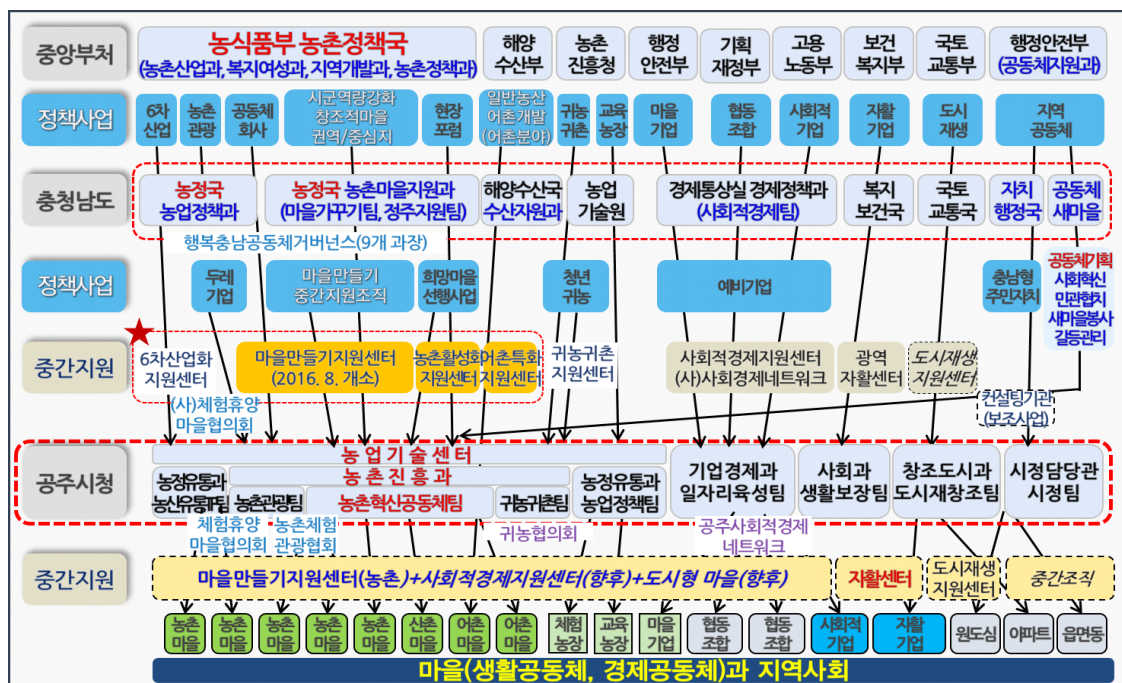 중앙부처
농식품부 농촌정책국
(농촌산업과, 복지여성과, 지역개발과, 농촌정책과)
해양
수산부
농촌
진흥청
행정
안전부
기획
재정부
고용
노동부
보건
복지부
국토
교통부
행정안전부
(공동체지원과)
정책사업
6차
산업
농촌
관광
공동체
회사
시군역량강화
창조적마을
권역/중심지
현장
포럼
일반농산
어촌개발
(어촌분야)
귀농
귀촌
교육
농장
마을
기업
협동
조합
사회적
기업
자활
기업
도시
재생
지역
공동체
충청남도
농정국
농업정책과
농정국 농촌마을지원과
(마을가꾸기팀, 정주지원팀)
해양수산국
수산자원과
농업
기술원
경제통상실 경제정책과
(사회적경제팀)
복지
보건국
국토
교통국
자치
행정국
공동체
새마을
행복충남공동체거버넌스(9개 과장)
정책사업
두레
기업
마을만들기
중간지원조직
희망마을
선행사업
청년
귀농
예비기업
충남형
주민자치
공동체기획
사회혁신
민관협치
새마을봉사
갈등관리
중간지원
6차산업화
지원센터
마을만들기지원센터
(2016. 8. 개소)
농촌활성화
지원센터
어촌특화
지원센터
귀농귀촌
지원센터
사회적경제지원센터
(사)사회경제네트워크
광역
자활센터
도시재생
지원센터
(사)체험휴양
마을협의회
컨설팅기관
(보조사업)
공주시청
농업기술센터
농촌진흥과
농정유통과
농산유통팀
농촌관광팀
농촌혁신공동체팀
귀농귀촌팀
농정유통과
농업정책팀
기업경제과
일자리육성팀
사회과
생활보장팀
창조도시과
도시재창조팀
시정담당관
시정팀
체험휴양
마을협의회
농촌체험
관광협회
귀농협의회
공주사회적경제
네트워크
중간지원
마을만들기지원센터(농촌)+사회적경제지원센터(향후)+도시형 마을(향후)
자활센터
도시재생
지원센터
중간조직
농촌
마을
농촌
마을
농촌
마을
농촌
마을
농촌
마을
산촌
마을
어촌
마을
어촌
마을
체험
농장
교육
농장
마을
기업
협동
조합
협동
조합
사회적
기업
자활
기업
원도심
아파트
읍면동
마을(생활공동체, 경제공동체)과 지역사회